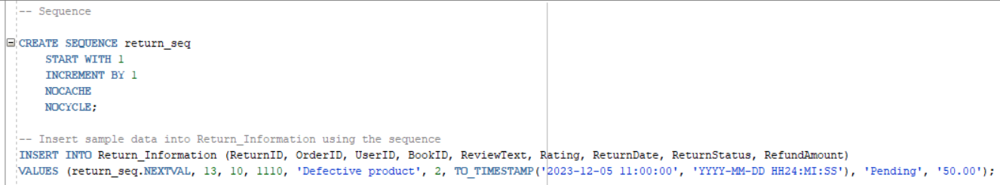 -- Sequence
CREATE SEQUENCE return_seq
START WITH 1
INCREMENT BY 1
NOCACHE
NOCYCLE;
-- Insert sample data into Return_Information using the sequence
INSERT INTO Return_Information (ReturnID, OrderID, UserID, BookID, ReviewText, Rating, ReturnDate, ReturnStatus, RefundAmount)
VALUES (return_seq.NEXTVAL, 13, 10, 1110, 'Defective product', 2, TO_TIMESTAMP('2023-12-05 11:00:00', 'YYYY-MM-DD HH24:MI:SS'), 'Pending', '50.00');